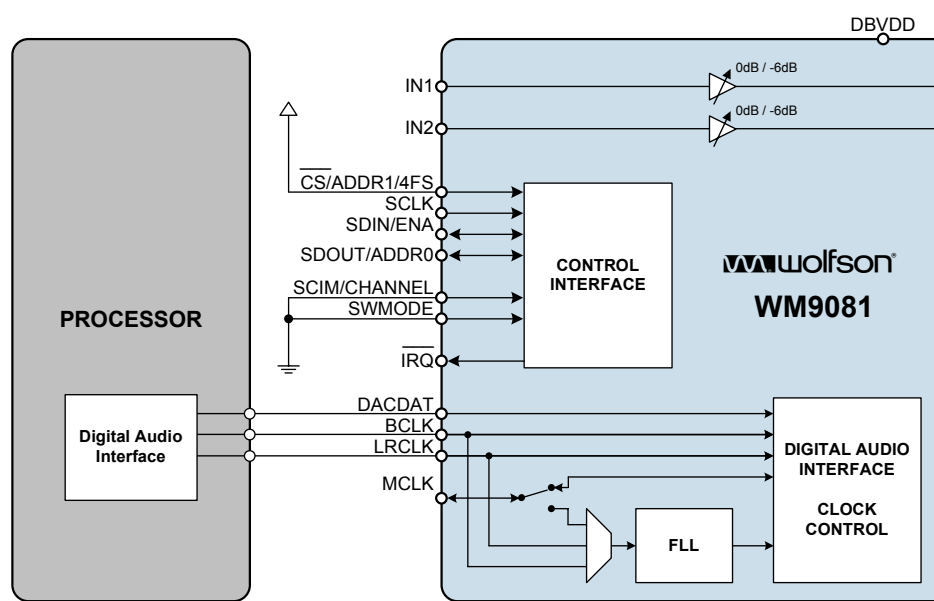 DBVDD
IN1
0dB / -6dB
IN2
0dB / -6dB
CS/ADDR1/4FS
SCLK
SDIN/ENA
SDOUT/ADDR0
SCIM/CHANNEL
SWMODE
IRQ
CONTROL
INTERFACE
wolfson®
WM9081
PROCESSOR
Digital Audio
Interface
DACDAT
BCLK
LRCLK
MCLK
DIGITAL AUDIO
INTERFACE
CLOCK
CONTROL
FLL